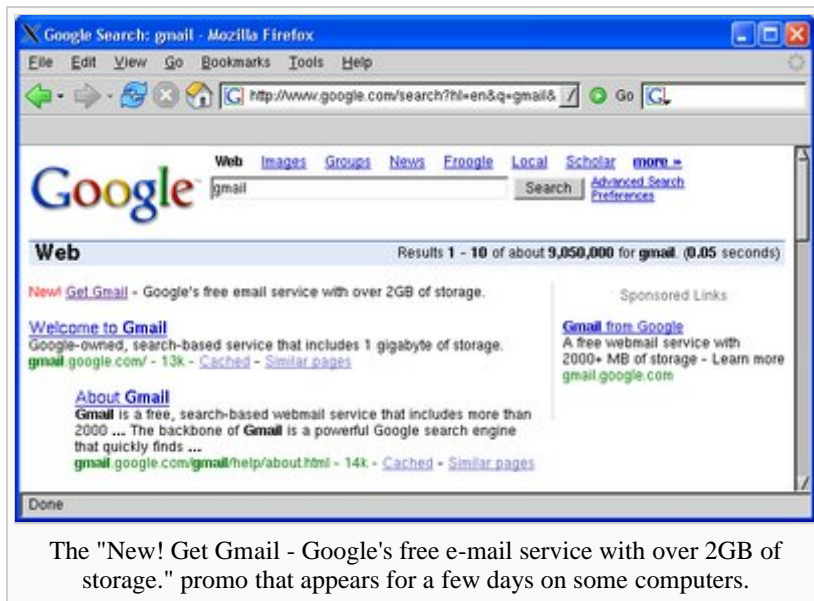 Google Search: gmail - Mozilla Firefox
File Edit View Go Bookmarks Tools Help
http://www.google.com/search?hl=en&q=gmail& Go
Web Images Groups News Froogle Local Scholar more »
Google
gmail Search Advanced Search
Preferences
Web Results 1 - 10 of about 9,050,000 for gmail. (0.05 seconds)
New! Get Gmail - Google's free email service with over 2GB of storage.
Welcome to Gmail
Google-owned, search-based service that includes 1 gigabyte of storage.
gmail.google.com/ - 13k - Cached - Similar pages
About Gmail
Gmail is a free, search-based webmail service that includes more than
2000 ... The backbone of Gmail is a powerful Google search engine
that quickly finds ...
gmail.google.com/gmail/help/about.html - 14k - Cached - Similar pages
Sponsored Links
Gmail from Google
A free webmail service with
2000+ MB of storage - Learn more
gmail.google.com
Done
The "New! Get Gmail - Google's free e-mail service with over 2GB of
storage." promo that appears for a few days on some computers.